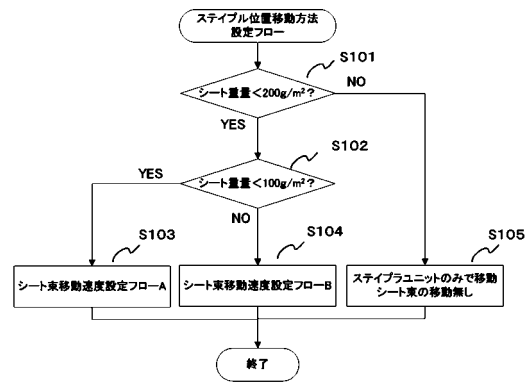 ステイプル位置移動方法
設定フロー
S101
シート重量<200g/m²?
NO
YES
S102
シート重量<100g/m²?
YES
NO
S103
S104
S105
シート束移動速度設定フローA
シート束移動速度設定フローB
ステイプラユニットのみで移動
シート束の移動無し
終了